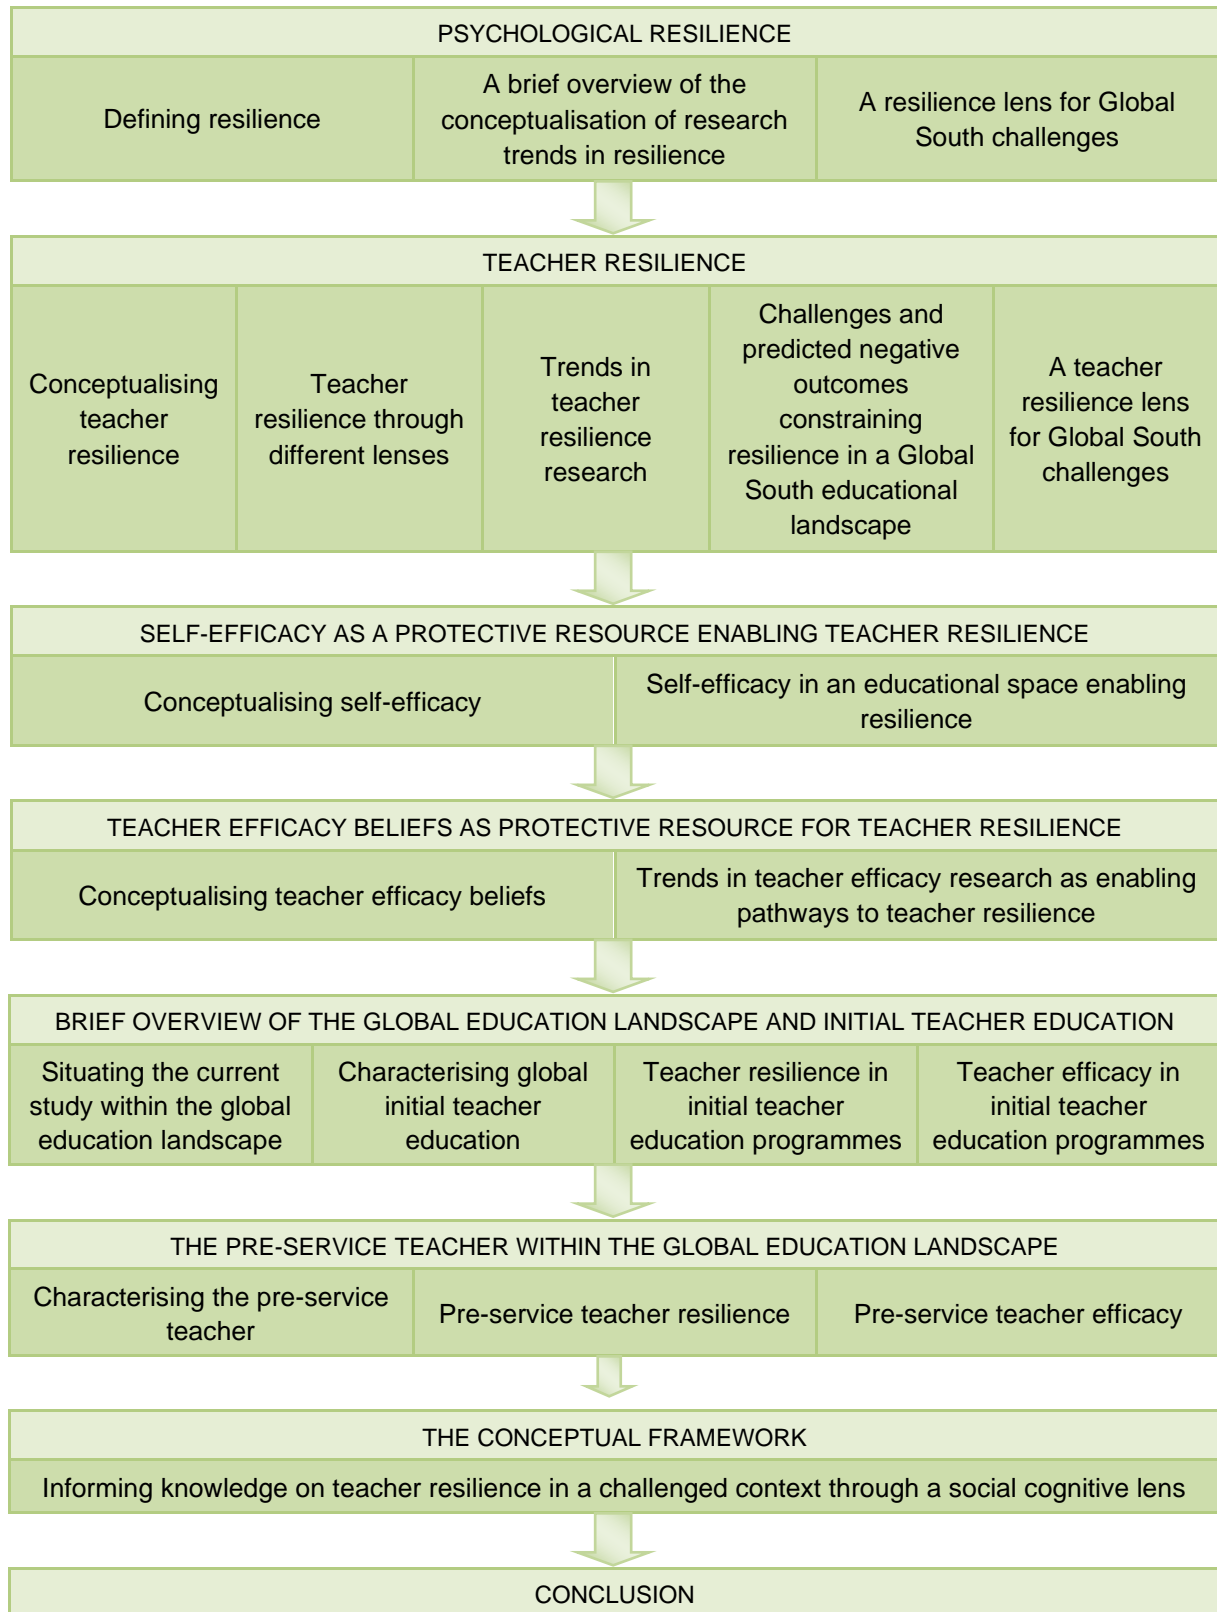 PSYCHOLOGICAL RESILIENCE
Defining resilience
A brief overview of the
conceptualisation of research
trends in resilience
A resilience lens for Global
South challenges
TEACHER RESILIENCE
Conceptualising
teacher
resilience
Teacher
resilience through
different lenses
Trends in
teacher
resilience
research
Challenges and
predicted negative
outcomes
constraining
resilience in a Global
South educational
landscape
A teacher
resilience lens
for Global South
challenges
SELF-EFFICACY AS A PROTECTIVE RESOURCE ENABLING TEACHER RESILIENCE
Conceptualising self-efficacy
Self-efficacy in an educational space enabling
resilience
TEACHER EFFICACY BELIEFS AS PROTECTIVE RESOURCE FOR TEACHER RESILIENCE
Conceptualising teacher efficacy beliefs
Trends in teacher efficacy research as enabling
pathways to teacher resilience
BRIEF OVERVIEW OF THE GLOBAL EDUCATION LANDSCAPE AND INITIAL TEACHER EDUCATION
Situating the current
study within the global
education landscape
Characterising global
initial teacher
education
Teacher resilience in
initial teacher
education programmes
Teacher efficacy in
initial teacher
education programmes
THE PRE-SERVICE TEACHER WITHIN THE GLOBAL EDUCATION LANDSCAPE
Characterising the pre-service
teacher
Pre-service teacher resilience
Pre-service teacher efficacy
THE CONCEPTUAL FRAMEWORK
Informing knowledge on teacher resilience in a challenged context through a social cognitive lens
CONCLUSION